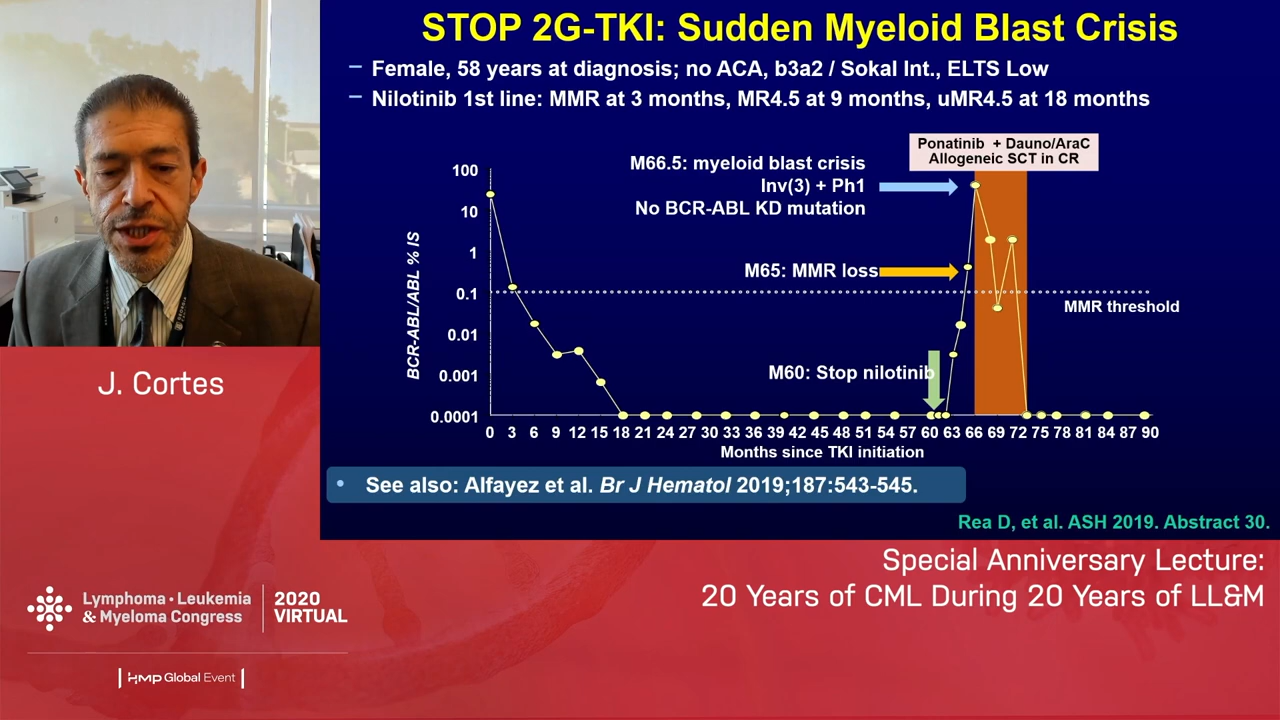 STOP 2G-TKI: Sudden Myeloid Blast Crisis
– Female, 58 years at diagnosis; no ACA, b3a2 / Sokal Int., ELTS Low
– Nilotinib 1st line: MMR at 3 months, MR4.5 at 9 months, uMR4.5 at 18 months
Ponatinib + Dauno/AraC
Allogeneic SCT in CR
M66.5: myeloid blast crisis
Inv(3) + Ph1
No BCR-ABL KD mutation
M65: MMR loss
MMR threshold
M60: Stop nilotinib
BCR-ABL/ABL % IS
100
10
1
0.1
0.01
0.001
0.0001
0 3 6 9 12 15 18 21 24 27 30 33 36 39 42 45 48 51 54 57 60 63 66 69 72 75 78 81 84 87 90
Months since TKI initiation
• See also: Alfayez et al. Br J Hematol 2019;187:543-545.
Rea D, et al. ASH 2019. Abstract 30.
J. Cortes
Special Anniversary Lecture:
20 Years of CML During 20 Years of LL&M
Lymphoma • Leukemia
& Myeloma Congress
2020
VIRTUAL
HMP Global Event